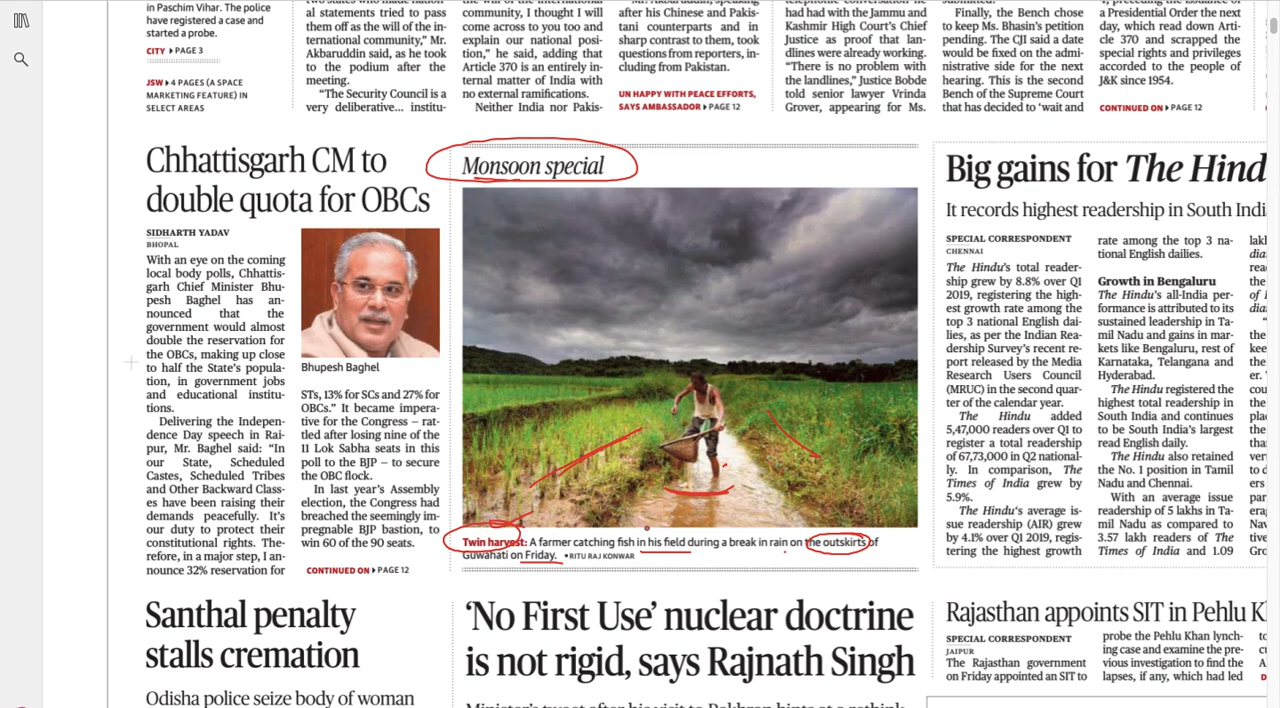 in Paschim Vihar. The police
have registered a case and
started a probe.
CITY ▸ PAGE 3
JSW ▸ 4 PAGES (A SPACE
MARKETING FEATURE) IN
SELECT AREAS
al statements tried to pass
them off as the will of the in-
ternational community,” Mr.
Akbaruddin said, as he took
to the podium after the
meeting.
“The Security Council is a
very deliberative... institu-
community, I thought I will
come across to you too and
explain our national posi-
tion,” he said, adding that
Article 370 is an entirely in-
ternal matter of India with
no external ramifications.
Neither India nor Pakis-
after his Chinese and Pakis-
tani counterparts and in
sharp contrast to them, took
questions from reporters, in-
cluding from Pakistan.
UN HAPPY WITH PEACE EFFORTS,
SAYS AMBASSADOR ▸ PAGE 12
had with the Jammu and
Kashmir High Court’s Chief
Justice as proof that lan-
dlines were already working.
“There is no problem with
the landlines,” Justice Bobde
told senior lawyer Vrinda
Grover, appearing for Ms.
Finally, the Bench chose
to keep Ms. Bhasin’s petition
pending. The CJI said a date
would be fixed on the admi-
nistrative side for the next
hearing. This is the second
Bench of the Supreme Court
that has decided to ‘wait and
a Presidential Order the next
day, which read down Arti-
cle 370 and scrapped the
special rights and privileges
accorded to the people of
J&K since 1954.
CONTINUED ON ▸ PAGE 12
Chhattisgarh CM to
double quota for OBCs
SIDHARTH YADAV
BHOPAL
With an eye on the coming
local body polls, Chhattis-
garh Chief Minister Bhu-
pesh Baghel has an-
nounced that the
government would almost
double the reservation for
the OBCs, making up close
to half the State’s popula-
tion, in government jobs
and educational institu-
tions.
Delivering the Indepen-
dence Day speech in Rai-
pur, Mr. Baghel said: “In
our State, Scheduled
Castes, Scheduled Tribes
and Other Backward Class-
es have been raising their
demands peacefully. It’s
our duty to protect their
constitutional rights. The-
refore, in a major step, I an-
nounce 32% reservation for
Bhupesh Baghel
STs, 13% for SCs and 27% for
OBCs.” It became impera-
tive for the Congress – rat-
tled after losing nine of the
11 Lok Sabha seats in this
poll to the BJP – to secure
the OBC flock.
In last year’s Assembly
election, the Congress had
breached the seemingly im-
pregnable BJP bastion, to
win 60 of the 90 seats.
CONTINUED ON ▸ PAGE 12
Monsoon special
Twin harvest: A farmer catching fish in his field during a break in rain on the outskirts of
Guwahati on Friday. ▪ RITU RAJ KONWAR
Big gains for The Hind
It records highest readership in South Indi
SPECIAL CORRESPONDENT
CHENNAI
The Hindu’s total reader-
ship grew by 8.8% over Q1
2019, registering the high-
est growth rate among the
top 3 national English dai-
lies, as per the Indian Rea-
dership Survey’s recent re-
port released by the Media
Research Users Council
(MRUC) in the second quar-
ter of the calendar year.
The Hindu added
5,47,000 readers over Q1 to
register a total readership
of 67,73,000 in Q2 national-
ly. In comparison, The
Times of India grew by
5.9%.
The Hindu‘s average is-
sue readership (AIR) grew
by 4.1% over Q1 2019, regis-
tering the highest growth
rate among the top 3 na-
tional English dailies.
Growth in Bengaluru
The Hindu’s all-India per-
formance is attributed to its
sustained leadership in Ta-
mil Nadu and gains in mar-
kets like Bengaluru, rest of
Karnataka, Telangana and
Hyderabad.
The Hindu registered the
highest total readership in
South India and continues
to be South India’s largest
read English daily.
The Hindu also retained
the No. 1 position in Tamil
Nadu and Chennai.
With an average issue
readership of 5 lakhs in Ta-
mil Nadu as compared to
3.57 lakh readers of The
Times of India and 1.09
Santhal penalty
stalls cremation
Odisha police seize body of woman
‘No First Use’ nuclear doctrine
is not rigid, says Rajnath Singh
Rajasthan appoints SIT in Pehlu K
SPECIAL CORRESPONDENT
JAIPUR
The Rajasthan government
on Friday appointed an SIT to
probe the Pehlu Khan lynch-
ing case and examine the pre-
vious investigation to find the
lapses, if any, which had led